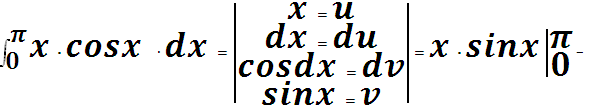 ∫₀^π x · cosx · dx = | x = u
dx = du
cosdx = dv
sinx = v | = x · sinx |₀^π -